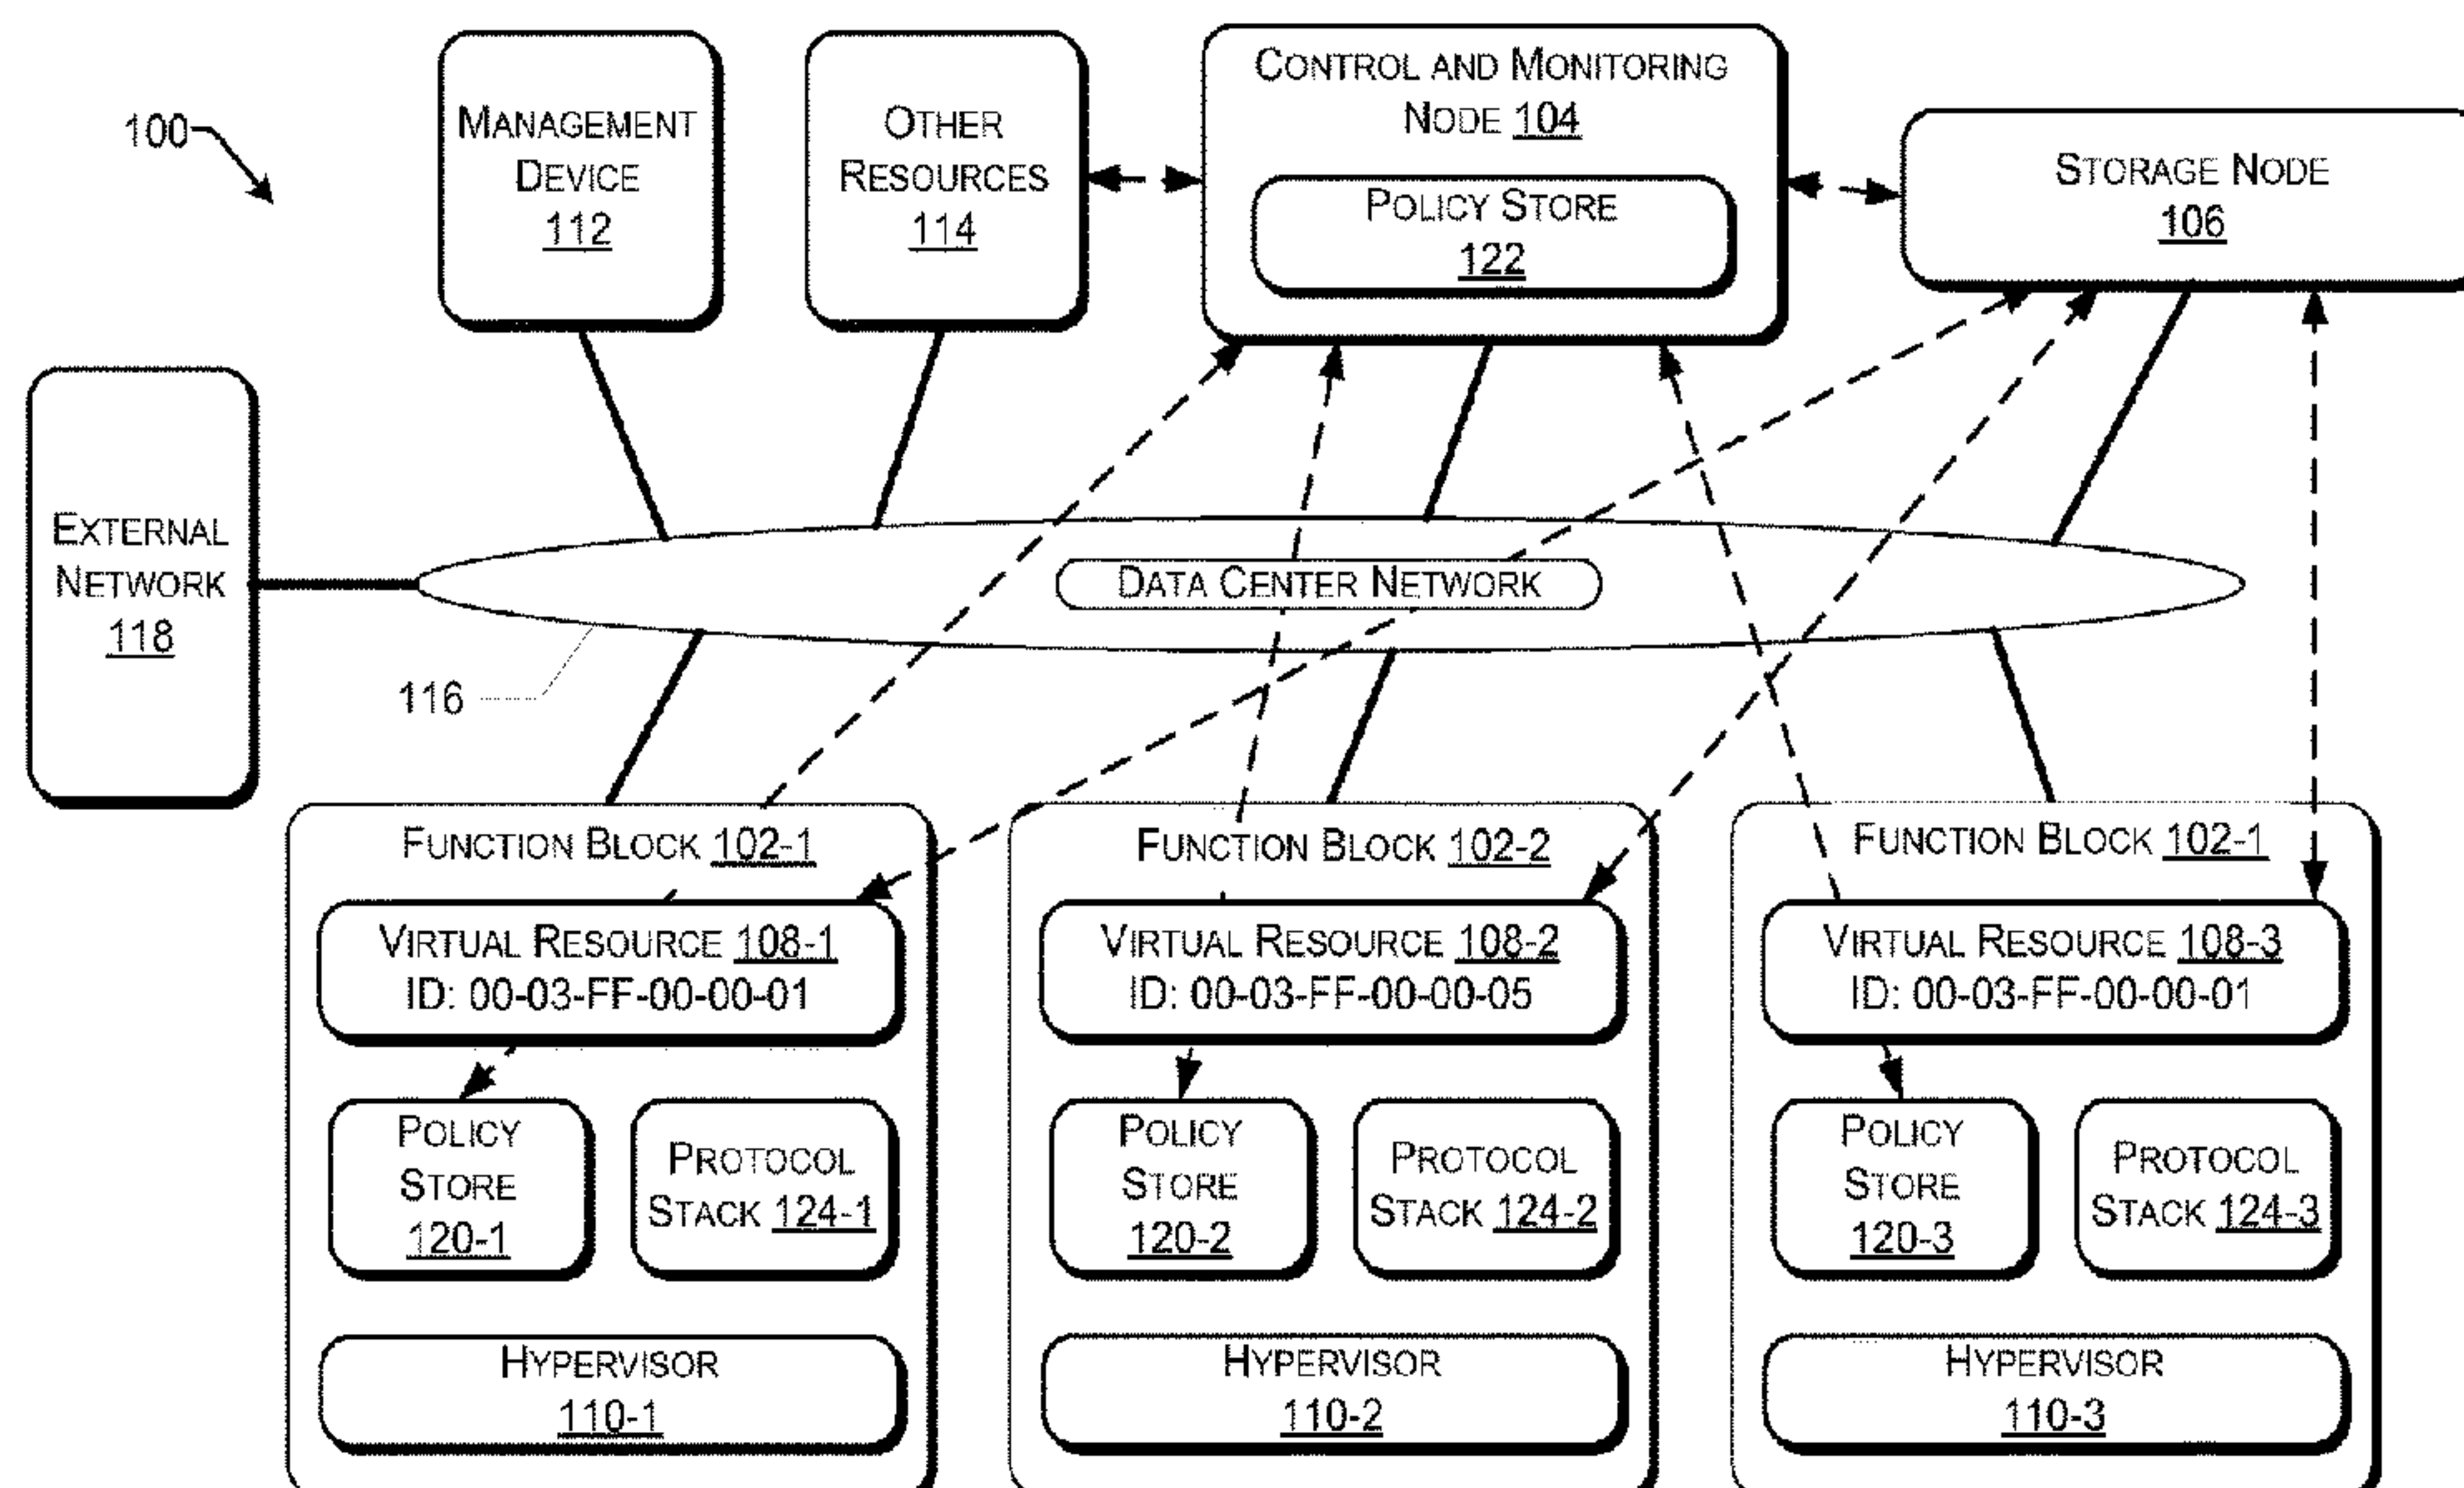 100
MANAGEMENT
DEVICE
112
OTHER
RESOURCES
114
CONTROL AND MONITORING
NODE 104
POLICY STORE
122
STORAGE NODE
106
EXTERNAL
NETWORK
118
DATA CENTER NETWORK
116
FUNCTION BLOCK 102-1
VIRTUAL RESOURCE 108-1
ID: 00-03-FF-00-00-01
POLICY
STORE
120-1
PROTOCOL
STACK 124-1
HYPERVISOR
110-1
FUNCTION BLOCK 102-2
VIRTUAL RESOURCE 108-2
ID: 00-03-FF-00-00-05
POLICY
STORE
120-2
PROTOCOL
STACK 124-2
HYPERVISOR
110-2
FUNCTION BLOCK 102-1
VIRTUAL RESOURCE 108-3
ID: 00-03-FF-00-00-01
POLICY
STORE
120-3
PROTOCOL
STACK 124-3
HYPERVISOR
110-3